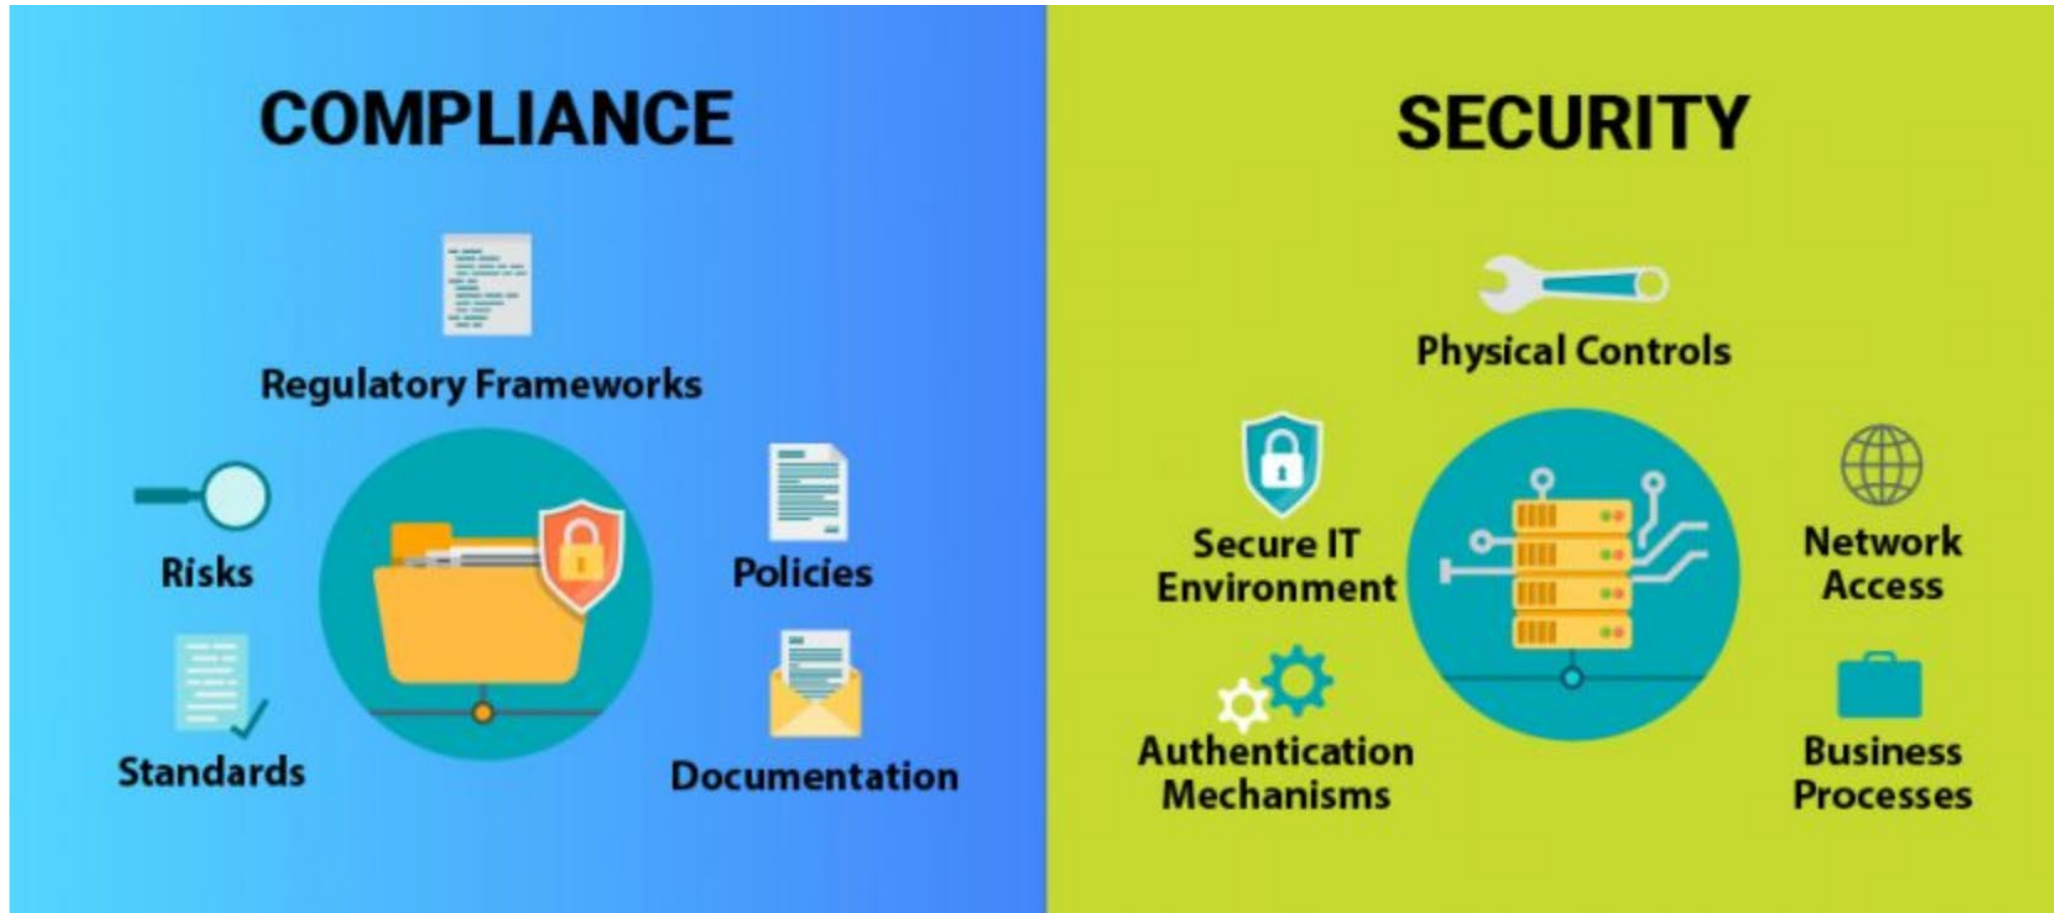 COMPLIANCE
Regulatory Frameworks
Risks
Policies
Standards
Documentation
SECURITY
Physical Controls
Secure IT
Environment
Network
Access
Authentication
Mechanisms
Business
Processes